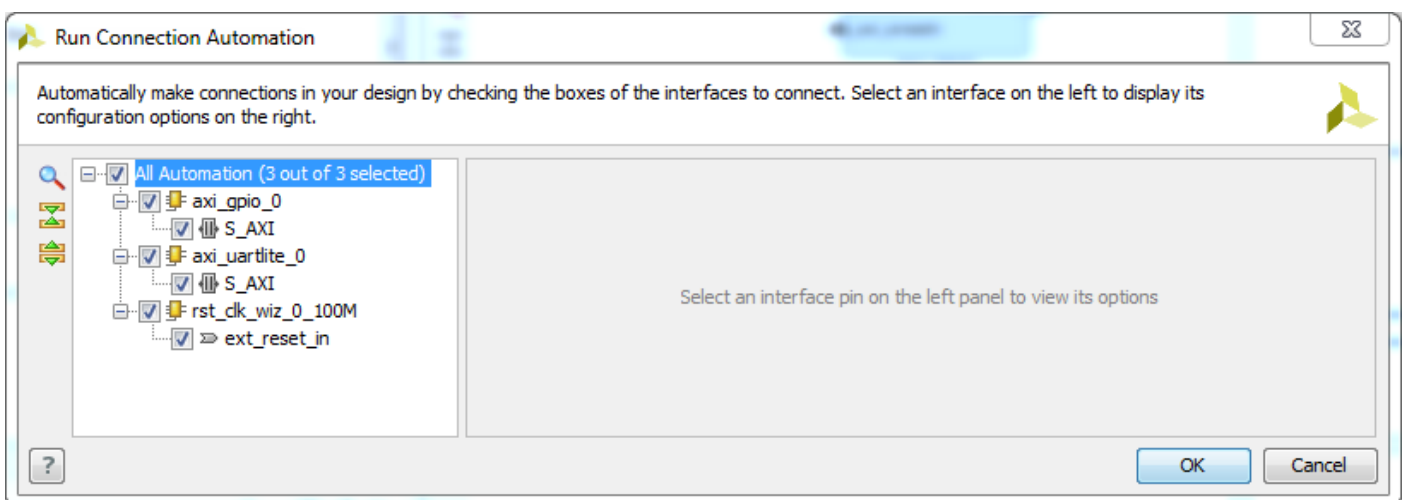 Run Connection Automation
Automatically make connections in your design by checking the boxes of the interfaces to connect. Select an interface on the left to display its
configuration options on the right.
All Automation (3 out of 3 selected)
axi_gpio_0
S_AXI
axi_uartlite_0
S_AXI
rst_clk_wiz_0_100M
ext_reset_in
Select an interface pin on the left panel to view its options
?
OK
Cancel